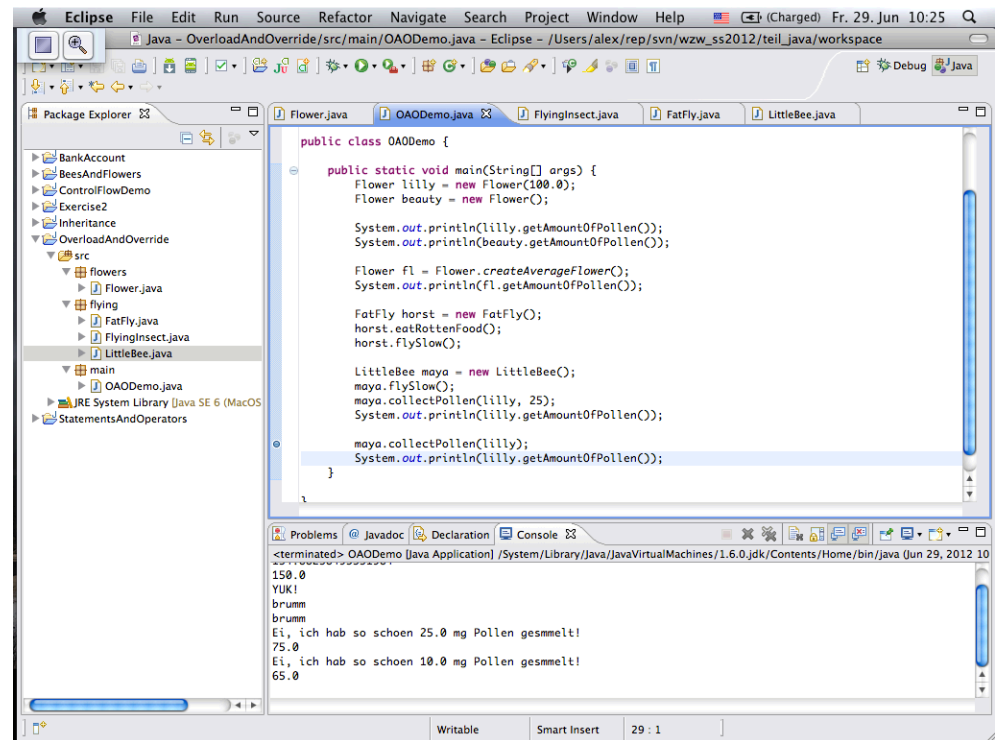 Eclipse File Edit Run Source Refactor Navigate Search Project Window Help (Charged) Fr. 29. Jun 10:25
Java – OverloadAndOverride/src/main/OAODemo.java – Eclipse – /Users/alex/rep/svn/wzw_ss2012/teil_java/workspace
Debug Java
Package Explorer
Flower.java OAODemo.java FlyingInsect.java FatFly.java LittleBee.java
BankAccount
BeesAndFlowers
ControlFlowDemo
Exercise2
Inheritance
OverloadAndOverride
src
flowers
Flower.java
flying
FatFly.java
FlyingInsect.java
LittleBee.java
main
OAODemo.java
JRE System Library [Java SE 6 (MacOS
StatementsAndOperators
public class OAODemo {
public static void main(String[] args) {
Flower lilly = new Flower(100.0);
Flower beauty = new Flower();
System.out.println(lilly.getAmountOfPollen());
System.out.println(beauty.getAmountOfPollen());
Flower fl = Flower.createAverageFlower();
System.out.println(fl.getAmountOfPollen());
FatFly horst = new FatFly();
horst.eatRottenFood();
horst.flySlow();
LittleBee maya = new LittleBee();
maya.flySlow();
maya.collectPollen(lilly, 25);
System.out.println(lilly.getAmountOfPollen());
maya.collectPollen(lilly);
System.out.println(lilly.getAmountOfPollen());
}
}
Problems @ Javadoc Declaration Console
<terminated> OAODemo [Java Application] /System/Library/Java/JavaVirtualMachines/1.6.0.jdk/Contents/Home/bin/java (Jun 29, 2012 10
150.0
YUK!
brumm
brumm
Ei, ich hab so schoen 25.0 mg Pollen gesmmelt!
75.0
Ei, ich hab so schoen 10.0 mg Pollen gesmmelt!
65.0
Writable Smart Insert 29 : 1